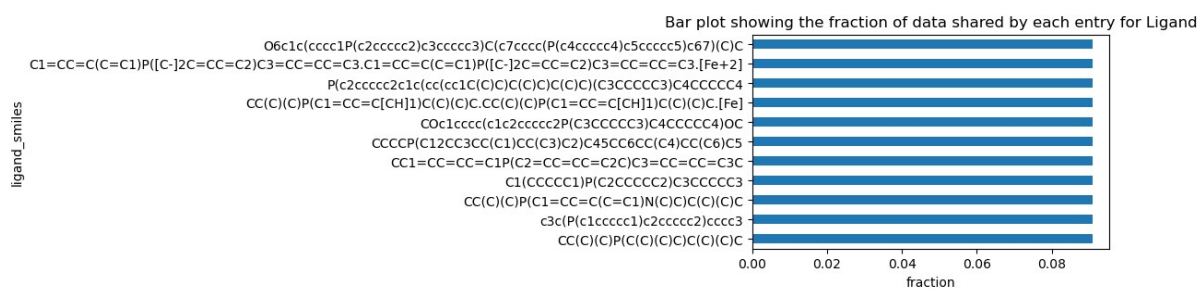 Bar plot showing the fraction of data shared by each entry for Ligand
O6c1c(cccc1P(c2ccccc2)c3ccccc3)C(c7cccc(P(c4ccccc4)c5ccccc5)c67)(C)C
C1=CC=C(C=C1)P([C-]2C=CC=C2)C3=CC=CC=C3.C1=CC=C(C=C1)P([C-]2C=CC=C2)C3=CC=CC=C3.[Fe+2]
P(c2ccccc2c1c(cc(cc1C(C)C)C(C)C)C(C)C)(C3CCCCC3)C4CCCCC4
CC(C)(C)P(C1=CC=C[CH]1)C(C)(C)C.CC(C)(C)P(C1=CC=C[CH]1)C(C)(C)C.[Fe]
COc1cccc(c1c2ccccc2P(C3CCCCC3)C4CCCCC4)OC
CCCCP(C12CC3CC(C1)CC(C3)C2)C45CC6CC(C4)CC(C6)C5
CC1=CC=CC=C1P(C2=CC=CC=C2C)C3=CC=CC=C3C
C1(CCCCC1)P(C2CCCCC2)C3CCCCC3
CC(C)(C)P(C1=CC=C(C=C1)N(C)C)C(C)(C)C
c3c(P(c1ccccc1)c2ccccc2)cccc3
CC(C)(C)P(C(C)(C)C)C(C)(C)C
ligand_smiles
0.00 0.02 0.04 0.06 0.08
fraction